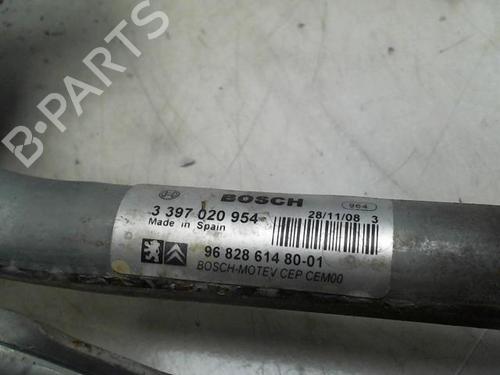 B-PARTS
BOSCH
964
3 397 020 954
28/11/08 3
Made in Spain
96 828 614 80-01
BOSCH-MOTEV CEP CEM00